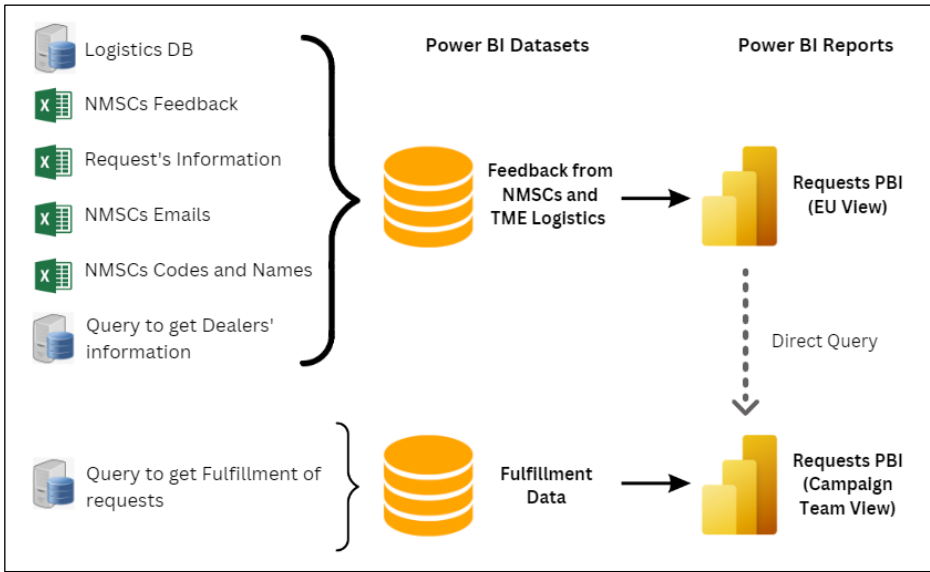 Power BI Datasets
Power BI Reports
Logistics DB
NMSCs Feedback
Request's Information
NMSCs Emails
NMSCs Codes and Names
Query to get Dealers'
information
Feedback from
NMSCs and
TME Logistics
Requests PBI
(EU View)
Direct Query
Query to get Fulfillment of
requests
Fulfillment
Data
Requests PBI
(Campaign
Team View)